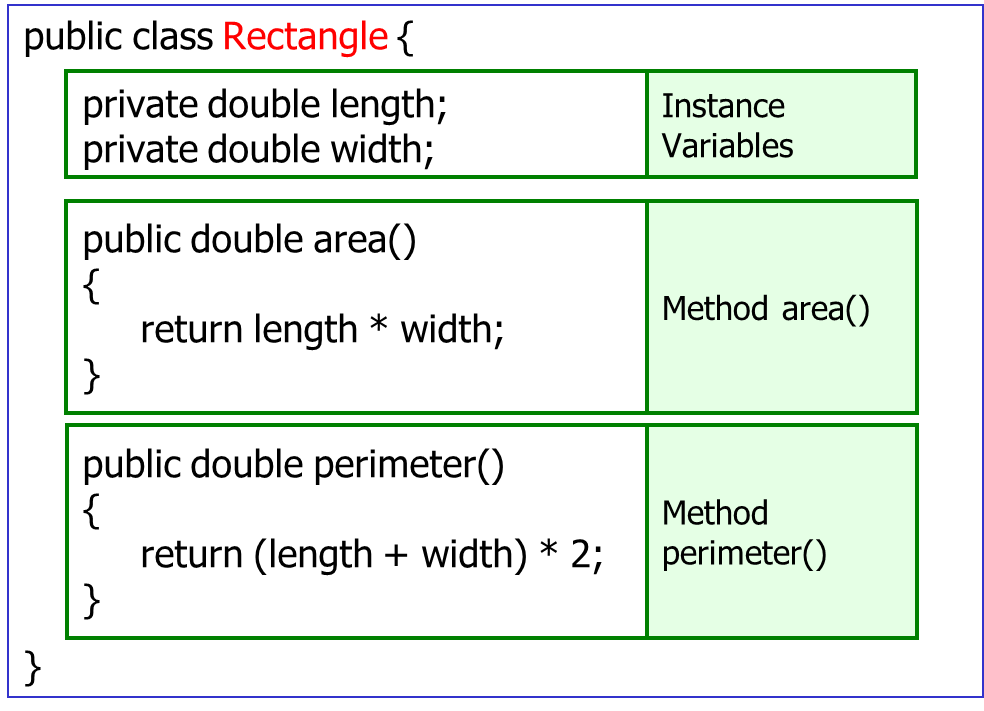 public class Rectangle {
private double length;
private double width;
Instance
Variables
public double area()
{
return length * width;
}
Method area()
public double perimeter()
{
return (length + width) * 2;
}
Method
perimeter()
}